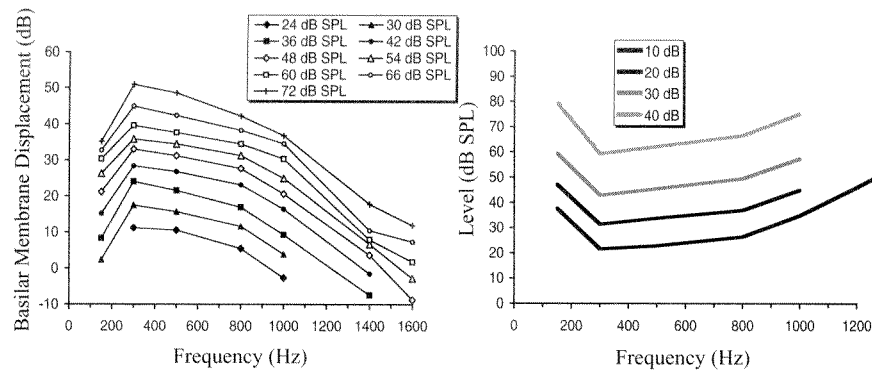 24 dB SPL 30 dB SPL
36 dB SPL 42 dB SPL
48 dB SPL 54 dB SPL
60 dB SPL 66 dB SPL
72 dB SPL
Basilar Membrane Displacement (dB)
60
50
40
30
20
10
0
-10
0 200 400 600 800 1000 1200 1400 1600
Frequency (Hz)
10 dB
20 dB
30 dB
40 dB
Level (dB SPL)
100
90
80
70
60
50
40
30
20
10
0
0 200 400 600 800 1000 1200
Frequency (Hz)